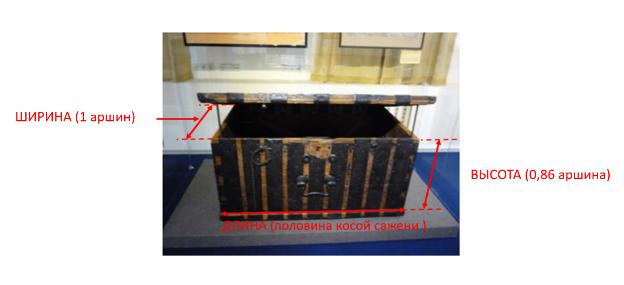 ШИРИНА (1 аршин)
ВЫСОТА (0,86 аршина)
ДЛИНА (половина косой сажени )